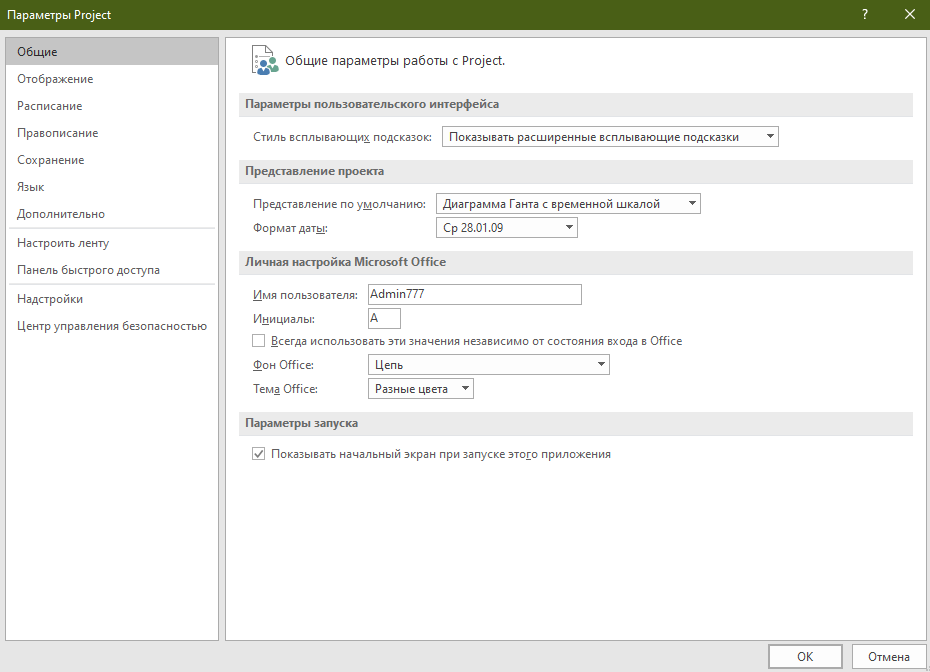 Параметры Project
?
Общие
Отображение
Расписание
Правописание
Сохранение
Язык
Дополнительно
Настроить ленту
Панель быстрого доступа
Надстройки
Центр управления безопасностью
Общие параметры работы с Project.
Параметры пользовательского интерфейса
Стиль всплывающих подсказок: Показывать расширенные всплывающие подсказки
Представление проекта
Представление по умолчанию: Диаграмма Ганта с временной шкалой
Формат даты: Ср 28.01.09
Личная настройка Microsoft Office
Имя пользователя: Admin777
Инициалы: A
Всегда использовать эти значения независимо от состояния входа в Office
Фон Office: Цепь
Тема Office: Разные цвета
Параметры запуска
Показывать начальный экран при запуске этого приложения
ОК Отмена